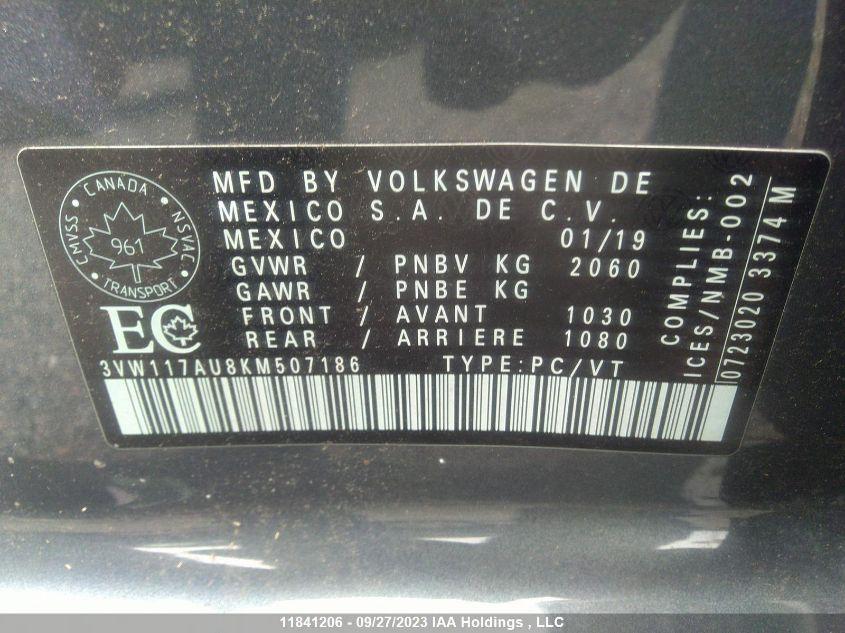 CANADA
CMVSS
NSVAC
961
TRANSPORT
EC
MFD BY VOLKSWAGEN DE
MEXICO S.A. DE C.V.
MEXICO 01/19
GVWR / PNBV KG 2060
GAWR / PNBE KG
FRONT / AVANT 1030
REAR / ARRIERE 1080
3VW117AU8KM507186 TYPE:PC/VT
COMPLIES:
ICES/NMB-002
0723020 3374 M
11841206 - 09/27/2023 IAA Holdings , LLC